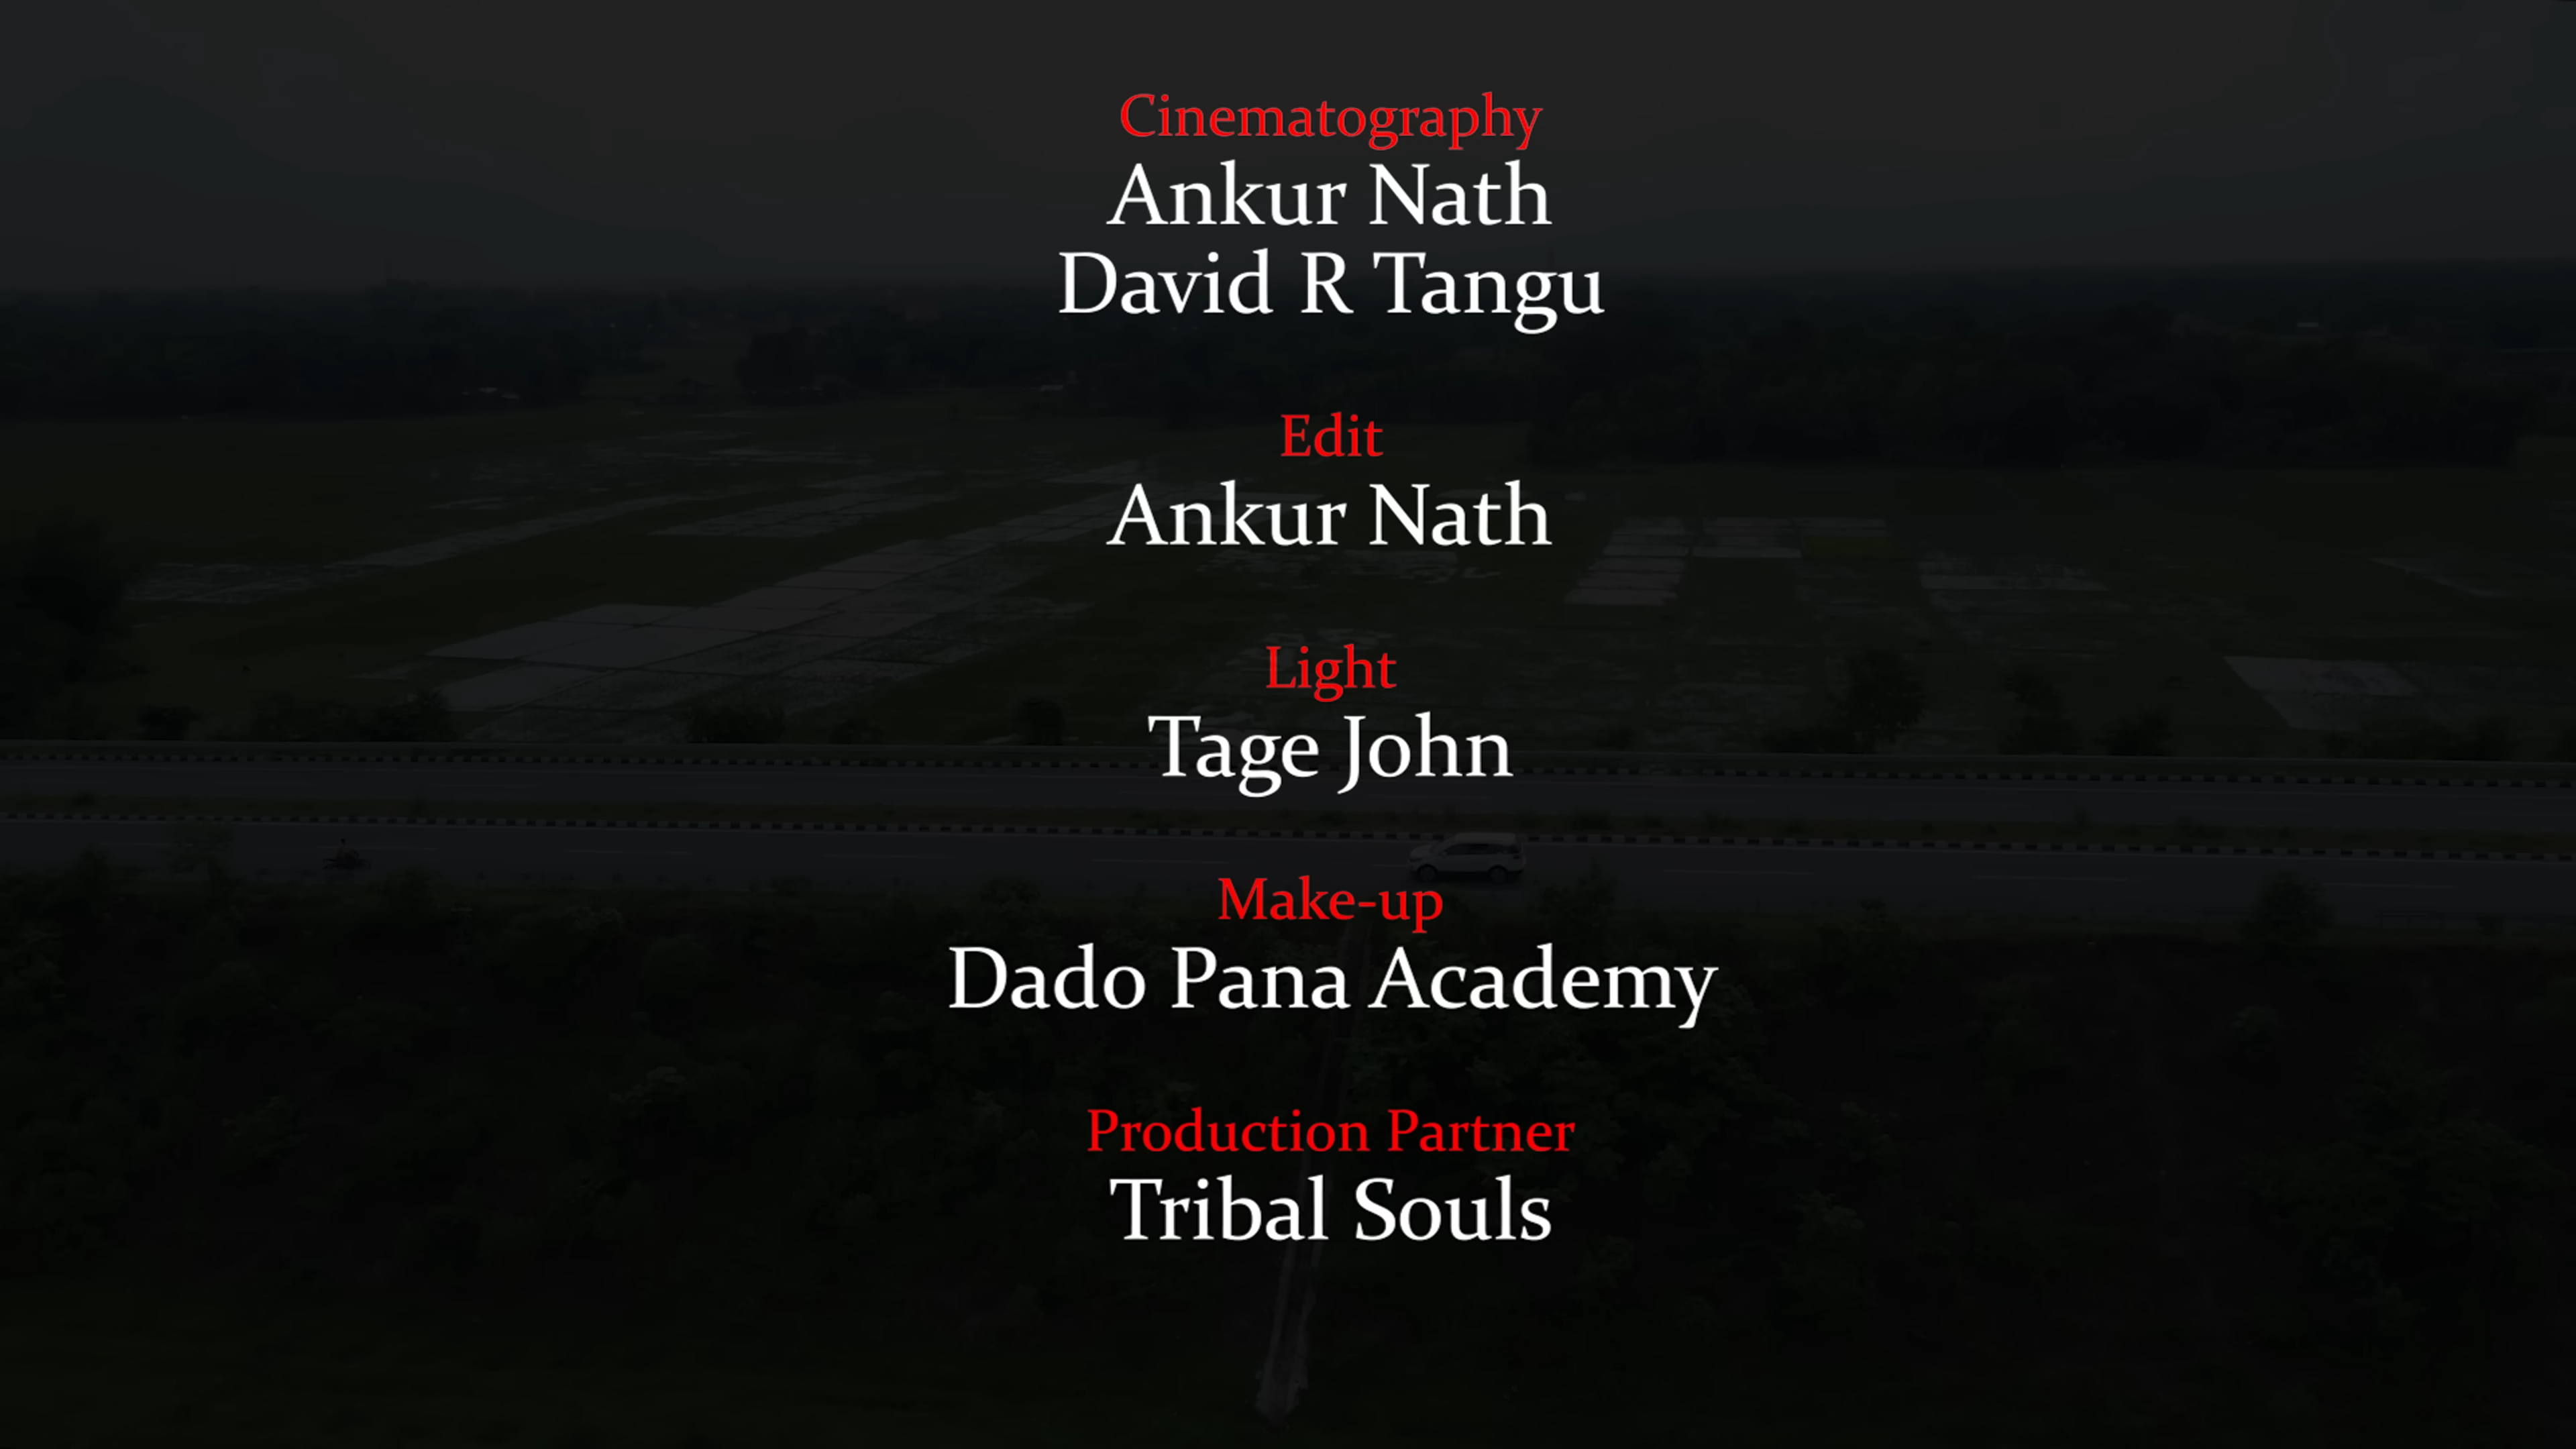 Cinematography
Ankur Nath
David R Tangu
Edit
Ankur Nath
Light
Tage John
Make-up
Dado Pana Academy
Production Partner
Tribal Souls